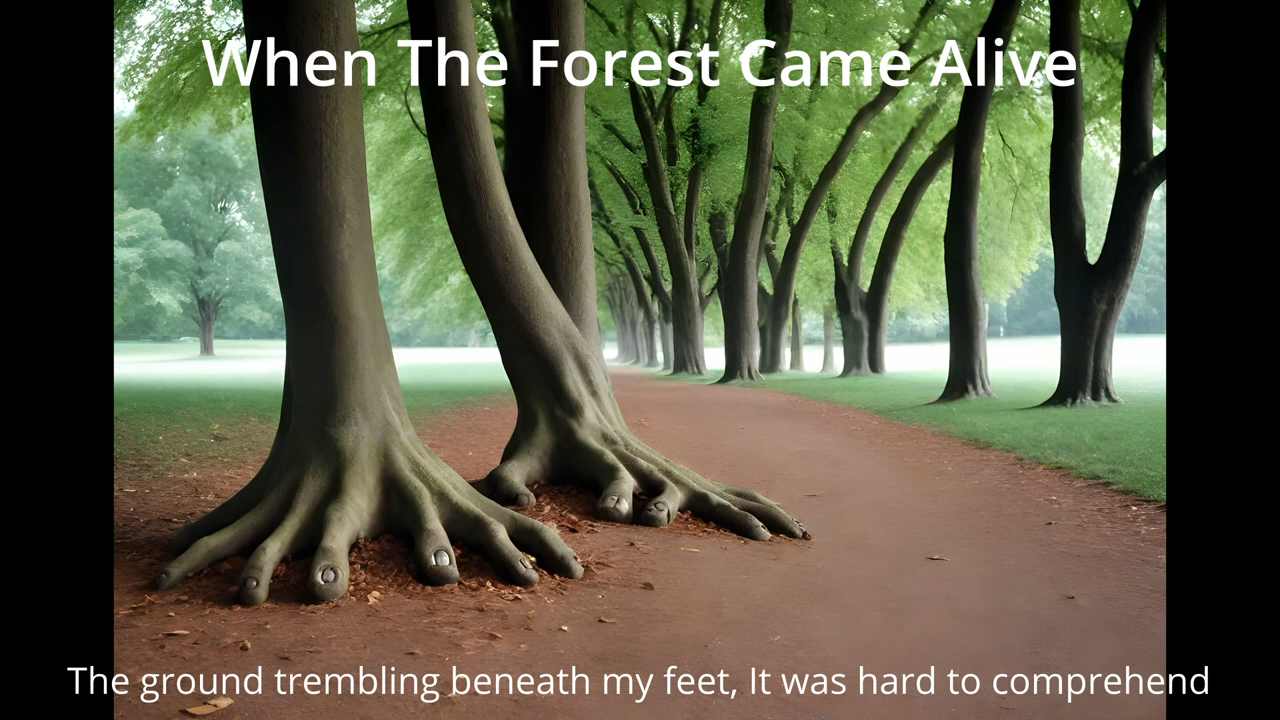 When The Forest Came Alive
The ground trembling beneath my feet, It was hard to comprehend